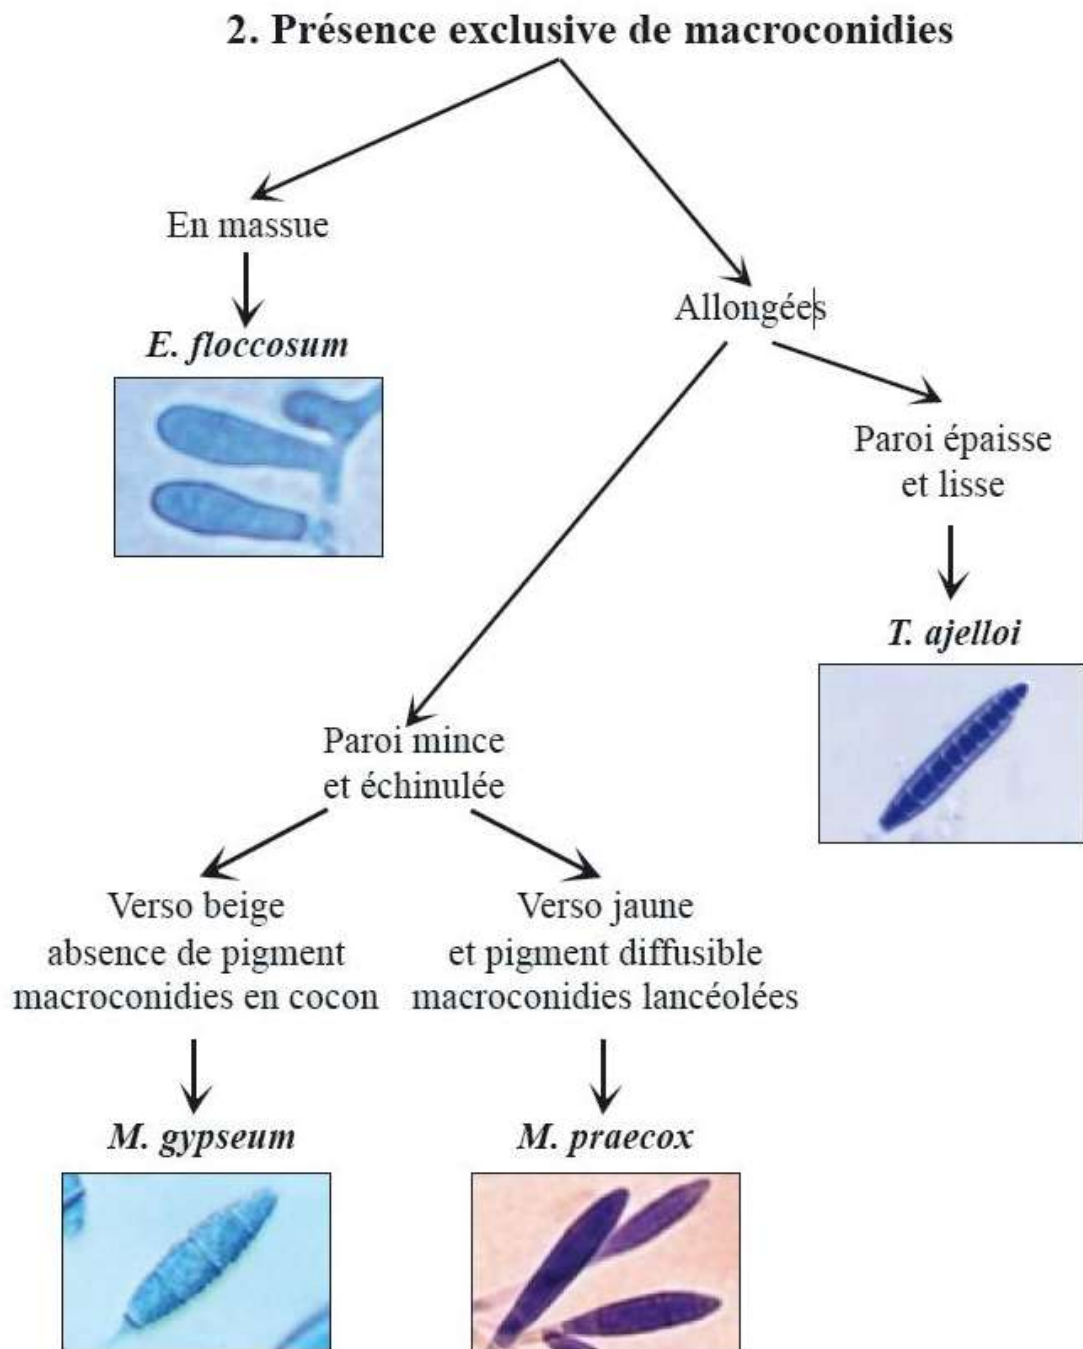 2. Présence exclusive de macroconidies
En massue
E. floccosum
Allongées
Paroi épaisse
et lisse
T. ajelloi
Paroi mince
et échinulée
Verso beige
absence de pigment
macroconidies en cocon
M. gypseum
Verso jaune
et pigment diffusible
macroconidies lancéolées
M. praecox